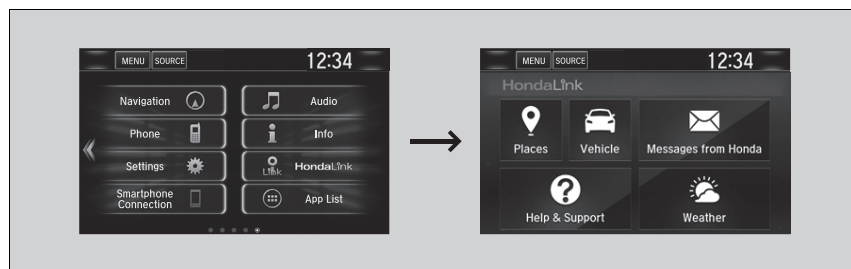 MENU SOURCE 12:34
Navigation Audio
Phone Info
Settings Link HondaLink
Smartphone
Connection App List
MENU SOURCE 12:34
HondaLink
Places Vehicle Messages from Honda
Help & Support Weather